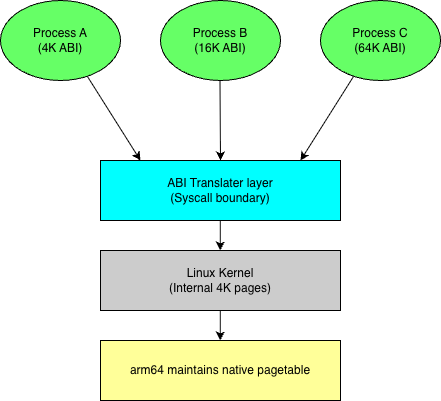 Process A
(4K ABI)
Process B
(16K ABI)
Process C
(64K ABI)
ABI Translater layer
(Syscall boundary)
Linux Kernel
(Internal 4K pages)
arm64 maintains native pagetable